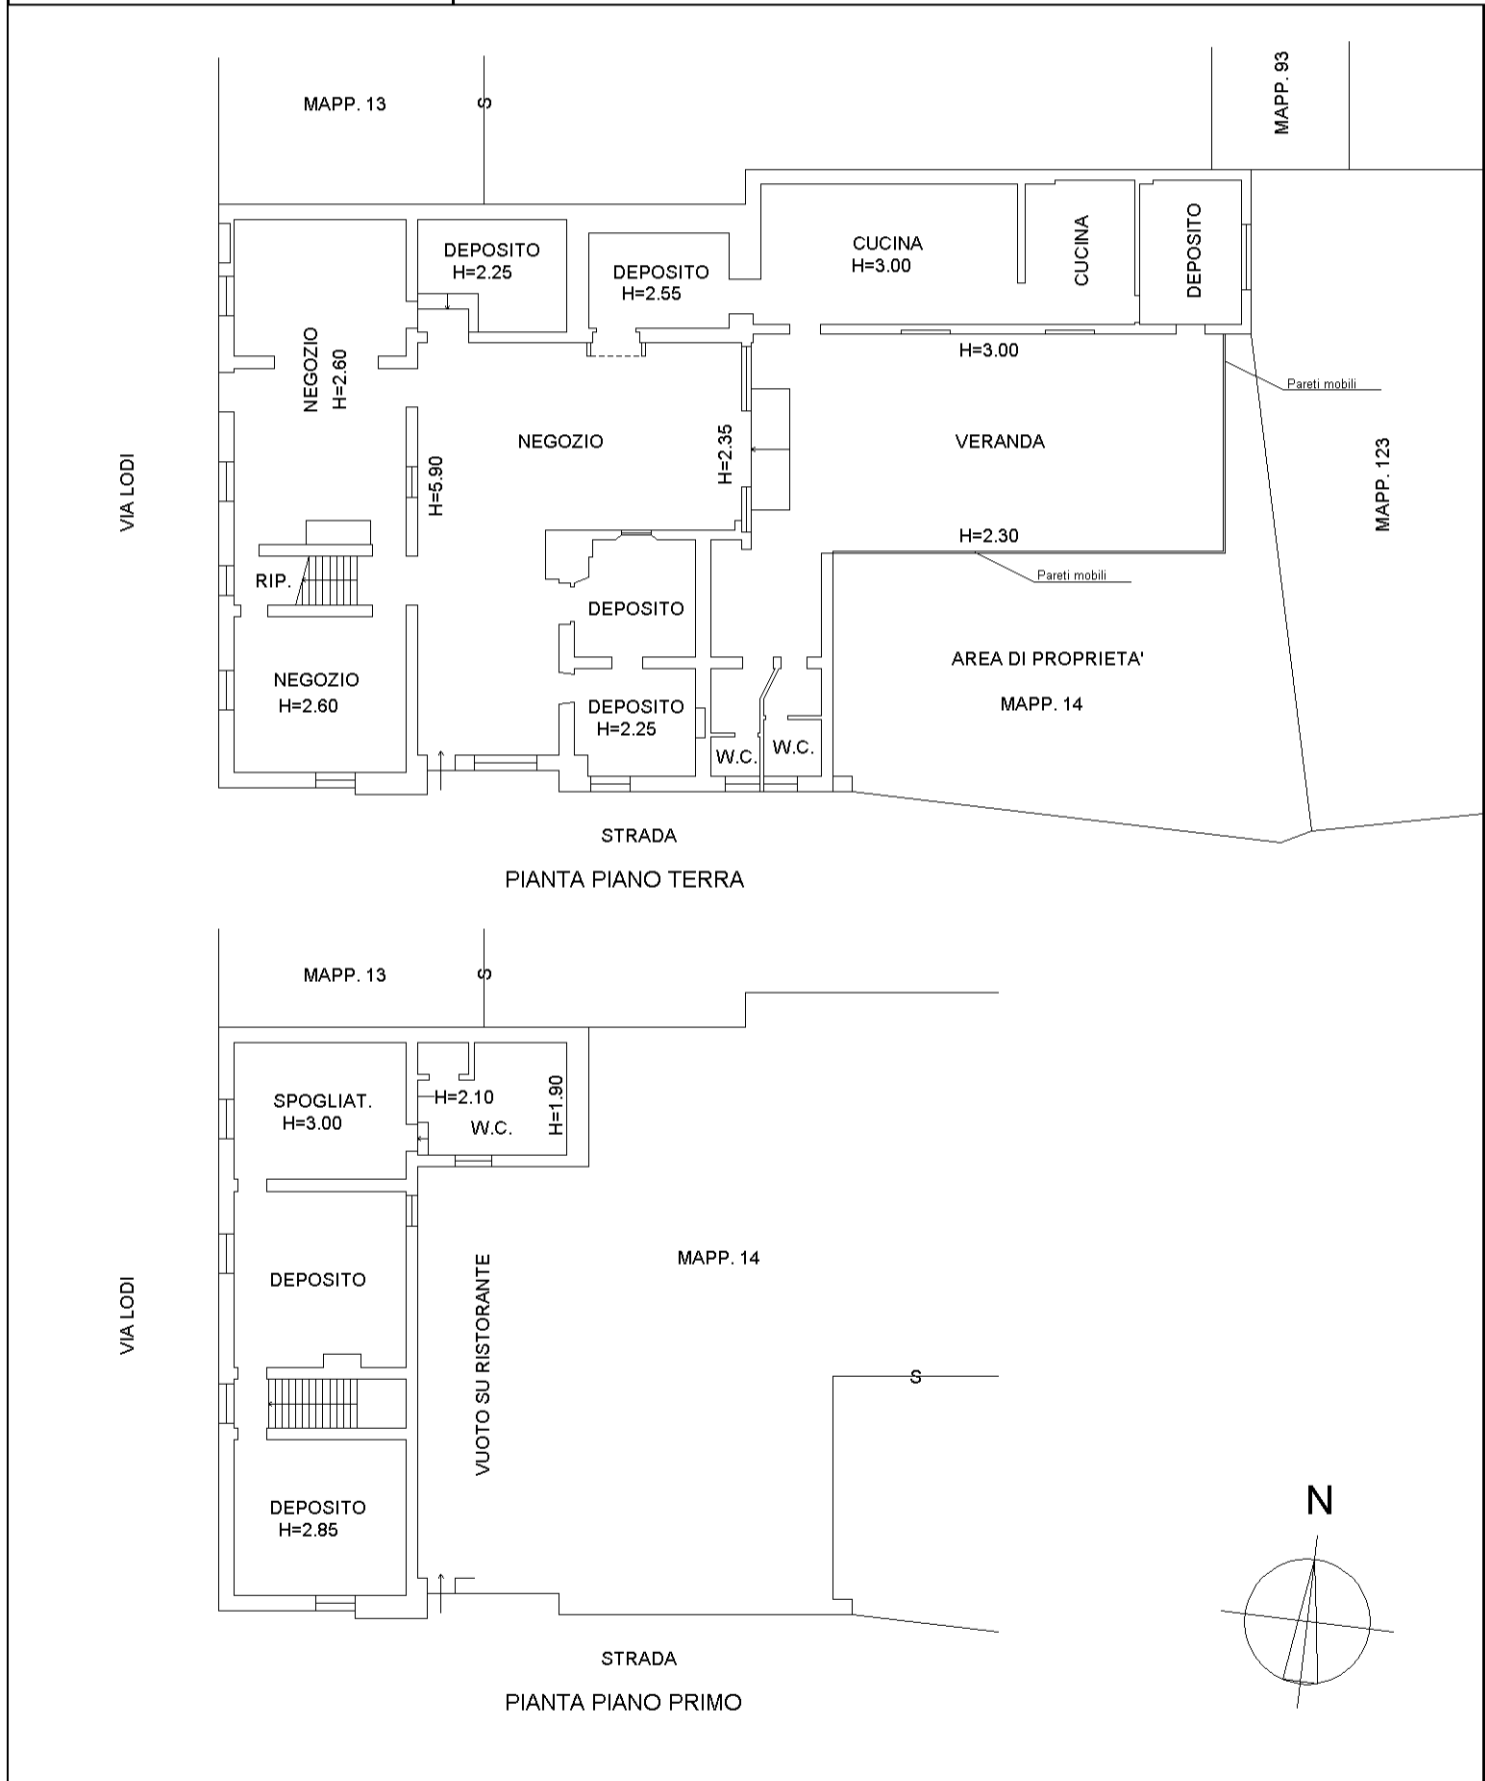 MAPP. 13
S
MAPP. 93
DEPOSITO
H=2.25
DEPOSITO
H=2.55
CUCINA
H=3.00
CUCINA
DEPOSITO
NEGOZIO
H=2.60
H=3.00
Pareti mobili
NEGOZIO
H=2.35
VERANDA
H=5.90
VIA LODI
MAPP. 123
H=2.30
Pareti mobili
RIP.
DEPOSITO
NEGOZIO
H=2.60
DEPOSITO
H=2.25
W.C.
W.C.
AREA DI PROPRIETA'
MAPP. 14
STRADA
PIANTA PIANO TERRA
MAPP. 13
S
SPOGLIAT.
H=3.00
H=2.10
W.C.
H=1.90
DEPOSITO
VUOTO SU RISTORANTE
MAPP. 14
VIA LODI
S
DEPOSITO
H=2.85
N
STRADA
PIANTA PIANO PRIMO